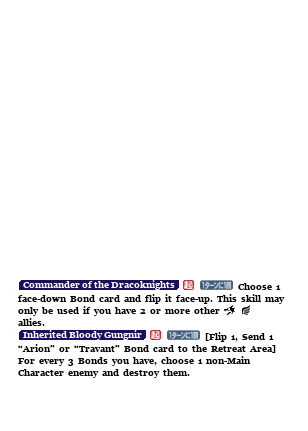 Commander of the Dracoknights 起 1ターンに1回 Choose 1
face-down Bond card and flip it face-up. This skill may
only be used if you have 2 or more other
allies.
Inherited Bloody Gungnir 起 1ターンに1回 [Flip 1, Send 1
“Arion” or “Travant” Bond card to the Retreat Area]
For every 3 Bonds you have, choose 1 non-Main
Character enemy and destroy them.